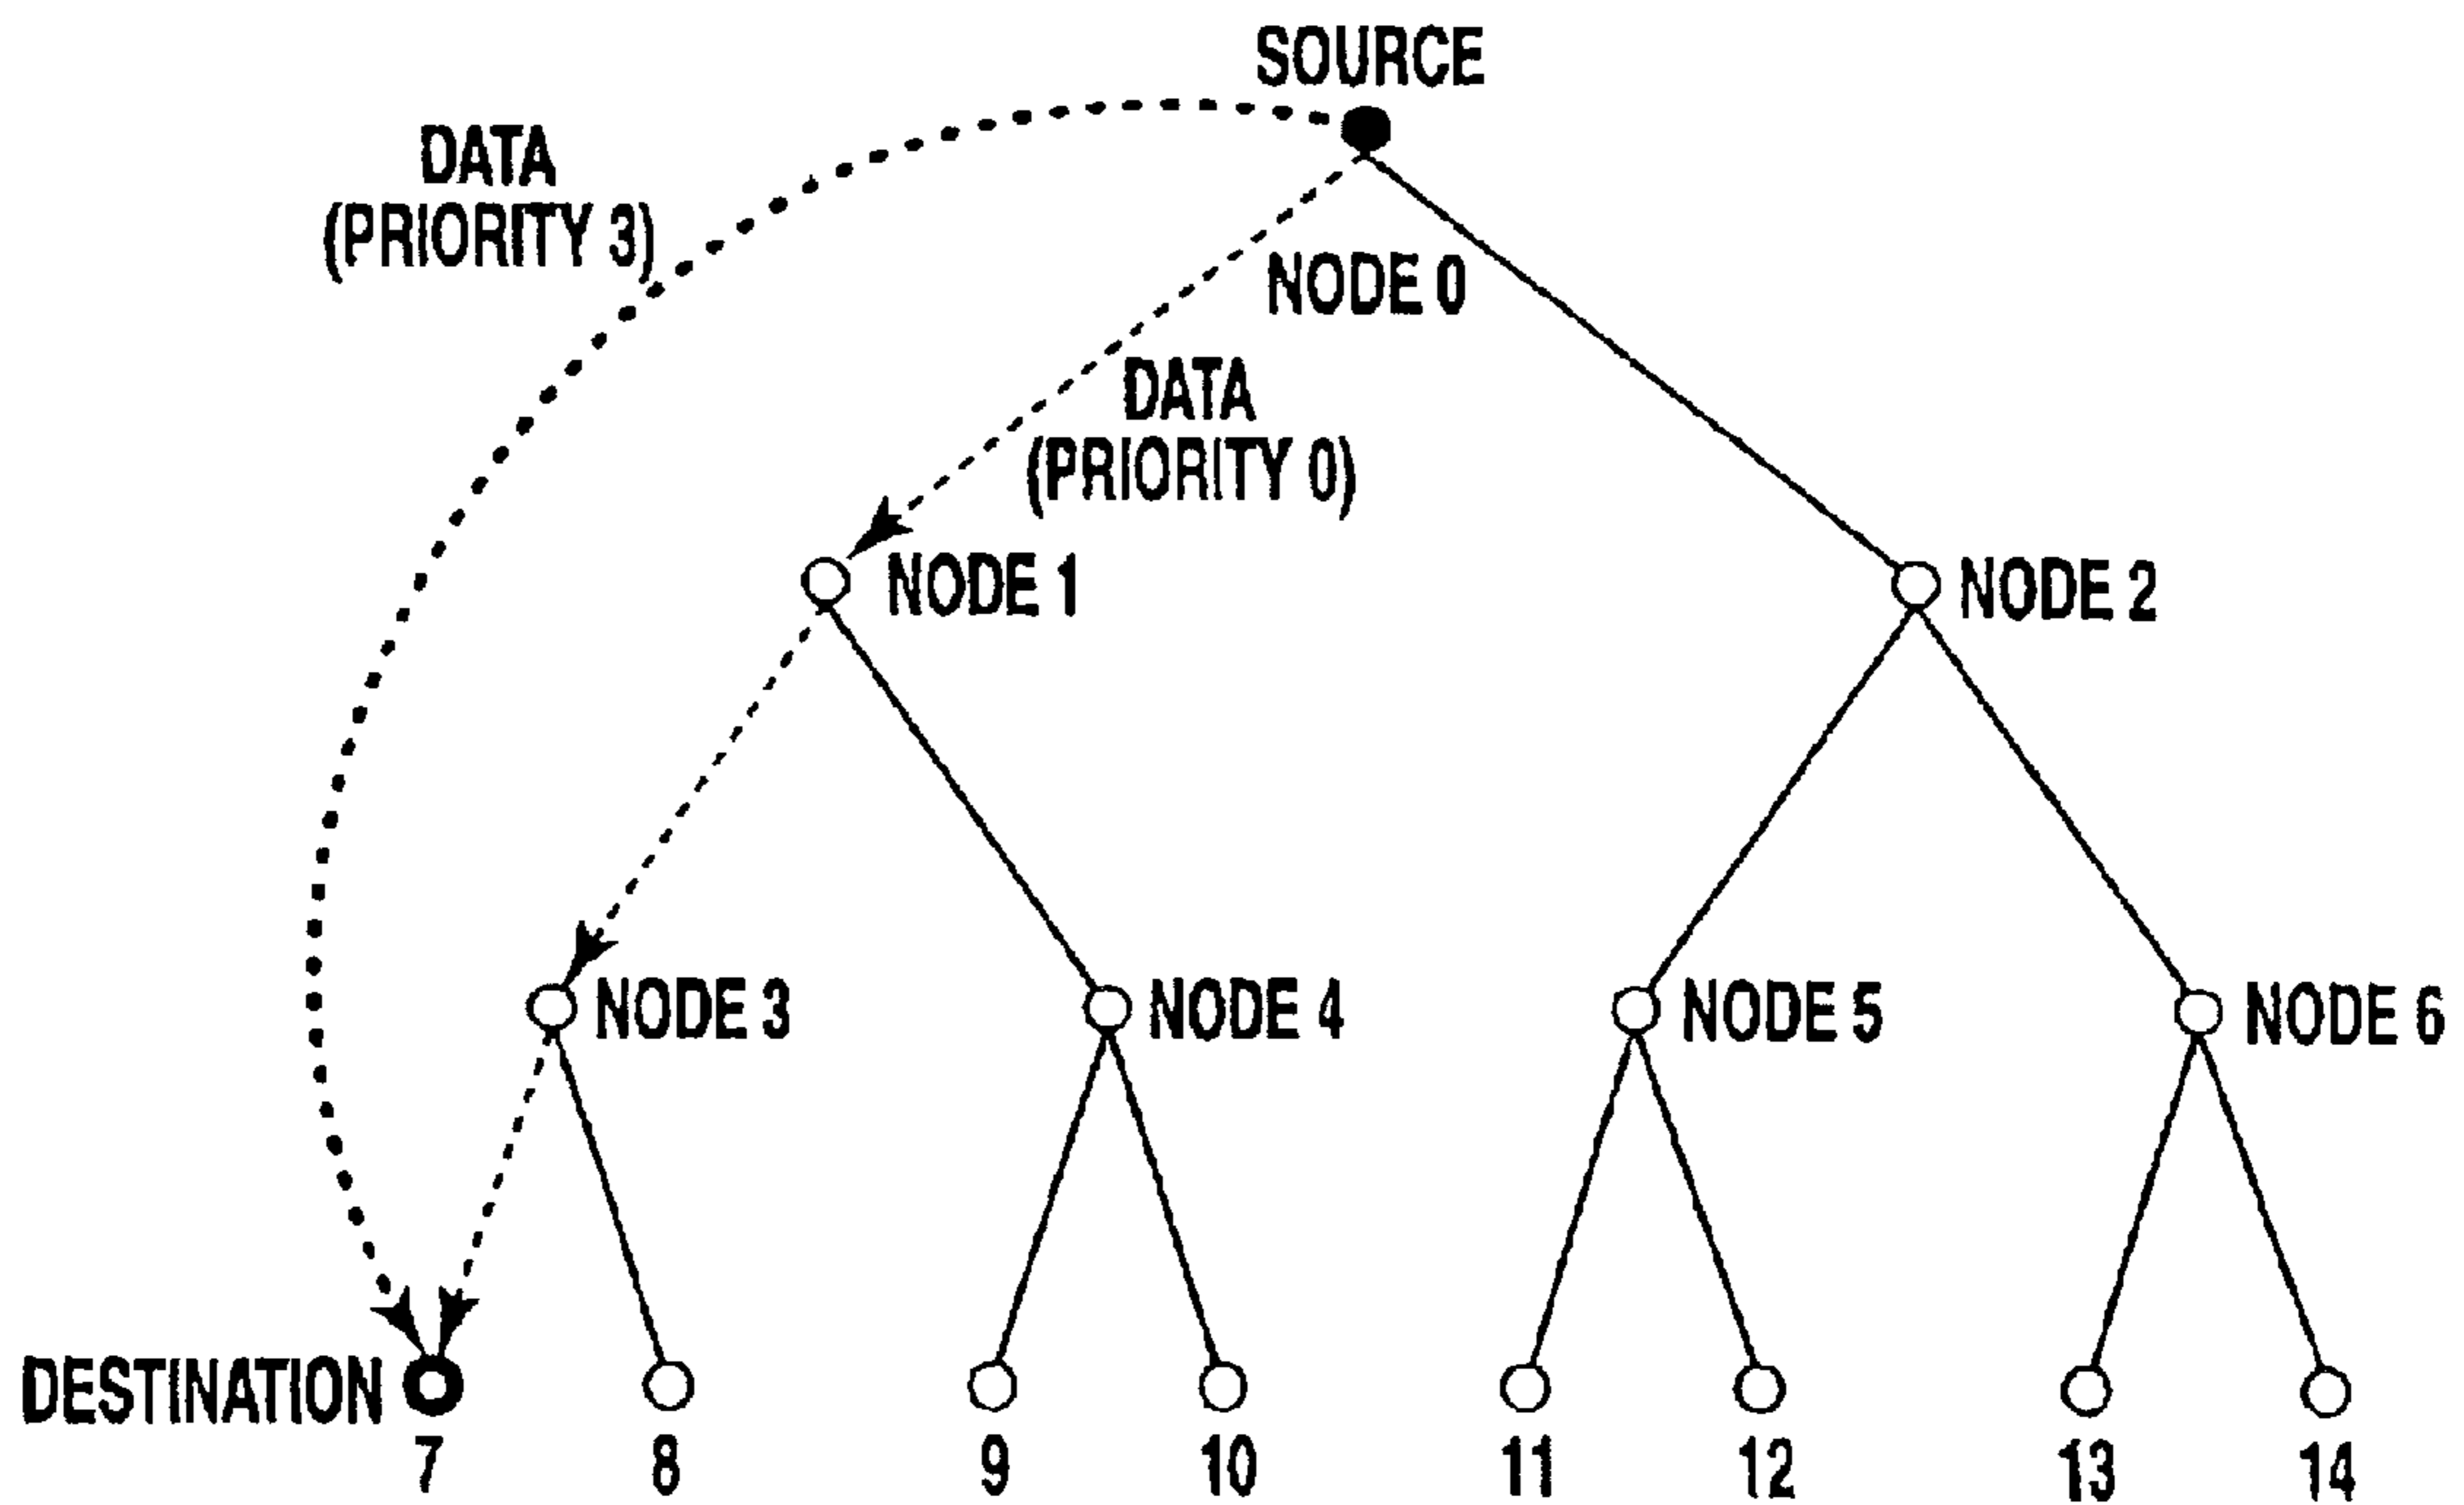 SOURCE
DATA
(PRIORITY 3)
NODE 0
DATA
(PRIORITY 0)
NODE 1
NODE 2
NODE 3
NODE 4
NODE 5
NODE 6
DESTINATION
7
8
9
10
11
12
13
14